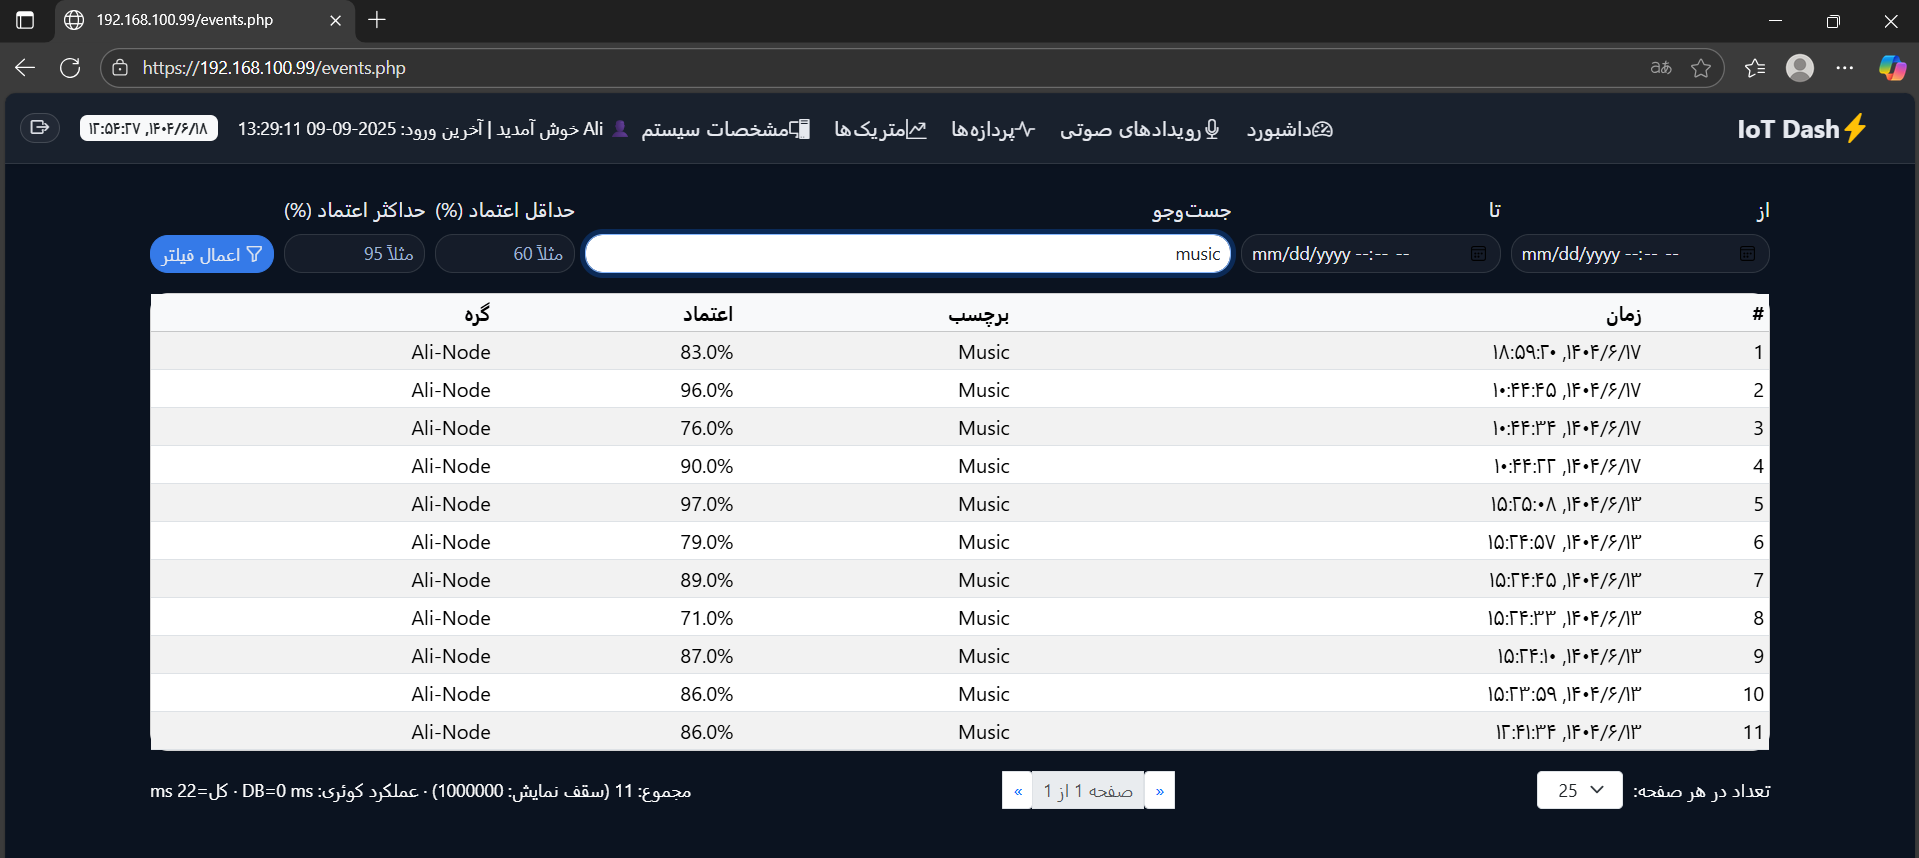 192.168.100.99/events.php
https://192.168.100.99/events.php
IoT Dash
داشبورد
رویدادهای صوتی
پردازه‌ها
متریک‌ها
مشخصات سیستم
Ali خوش آمدید | آخرین ورود: 2025-09-09 13:29:11
۱۴۰۴/۶/۱۸, ۱۲:۵۴:۲۷
از
تا
جست‌وجو
حداقل اعتماد (%)
حداکثر اعتماد (%)
mm/dd/yyyy --:-- --
mm/dd/yyyy --:-- --
music
مثلاً 60
مثلاً 95
اعمال فیلتر
# زمان برچسب اعتماد گره
1 ۱۴۰۴/۶/۱۷, ۱۸:۵۹:۲۰ Music 83.0% Ali-Node
2 ۱۴۰۴/۶/۱۷, ۱۰:۴۴:۴۵ Music 96.0% Ali-Node
3 ۱۴۰۴/۶/۱۷, ۱۰:۴۴:۳۴ Music 76.0% Ali-Node
4 ۱۴۰۴/۶/۱۷, ۱۰:۴۴:۲۲ Music 90.0% Ali-Node
5 ۱۴۰۴/۶/۱۳, ۱۵:۲۵:۰۸ Music 97.0% Ali-Node
6 ۱۴۰۴/۶/۱۳, ۱۵:۲۴:۵۷ Music 79.0% Ali-Node
7 ۱۴۰۴/۶/۱۳, ۱۵:۲۴:۴۵ Music 89.0% Ali-Node
8 ۱۴۰۴/۶/۱۳, ۱۵:۲۴:۳۳ Music 71.0% Ali-Node
9 ۱۴۰۴/۶/۱۳, ۱۵:۲۴:۱۰ Music 87.0% Ali-Node
10 ۱۴۰۴/۶/۱۳, ۱۵:۲۳:۵۹ Music 86.0% Ali-Node
11 ۱۴۰۴/۶/۱۳, ۱۲:۴۱:۳۴ Music 86.0% Ali-Node
تعداد در هر صفحه: 25
« صفحه 1 از 1 »
مجموع: 11 (سقف نمایش: 1000000) · عملکرد کوئری: DB=0 ms · کل=22 ms